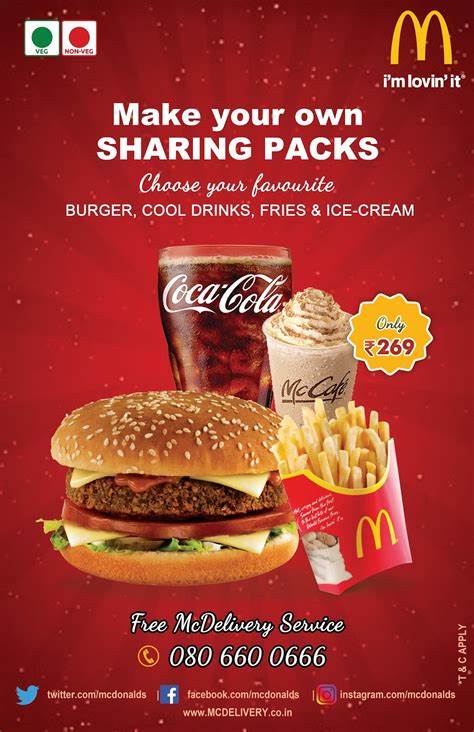 VEG NON-VEG
i'm lovin' it®
Make your own
SHARING PACKS
Choose your favourite
BURGER, COOL DRINKS, FRIES & ICE-CREAM
Coca-Cola
Only
₹269
McCafé
Free McDelivery Service
080 660 0666
*T & C APPLY
twitter.com/mcdonalds | facebook.com/mcdonalds | instagram.com/mcdonalds
www.MCDELIVERY.co.in